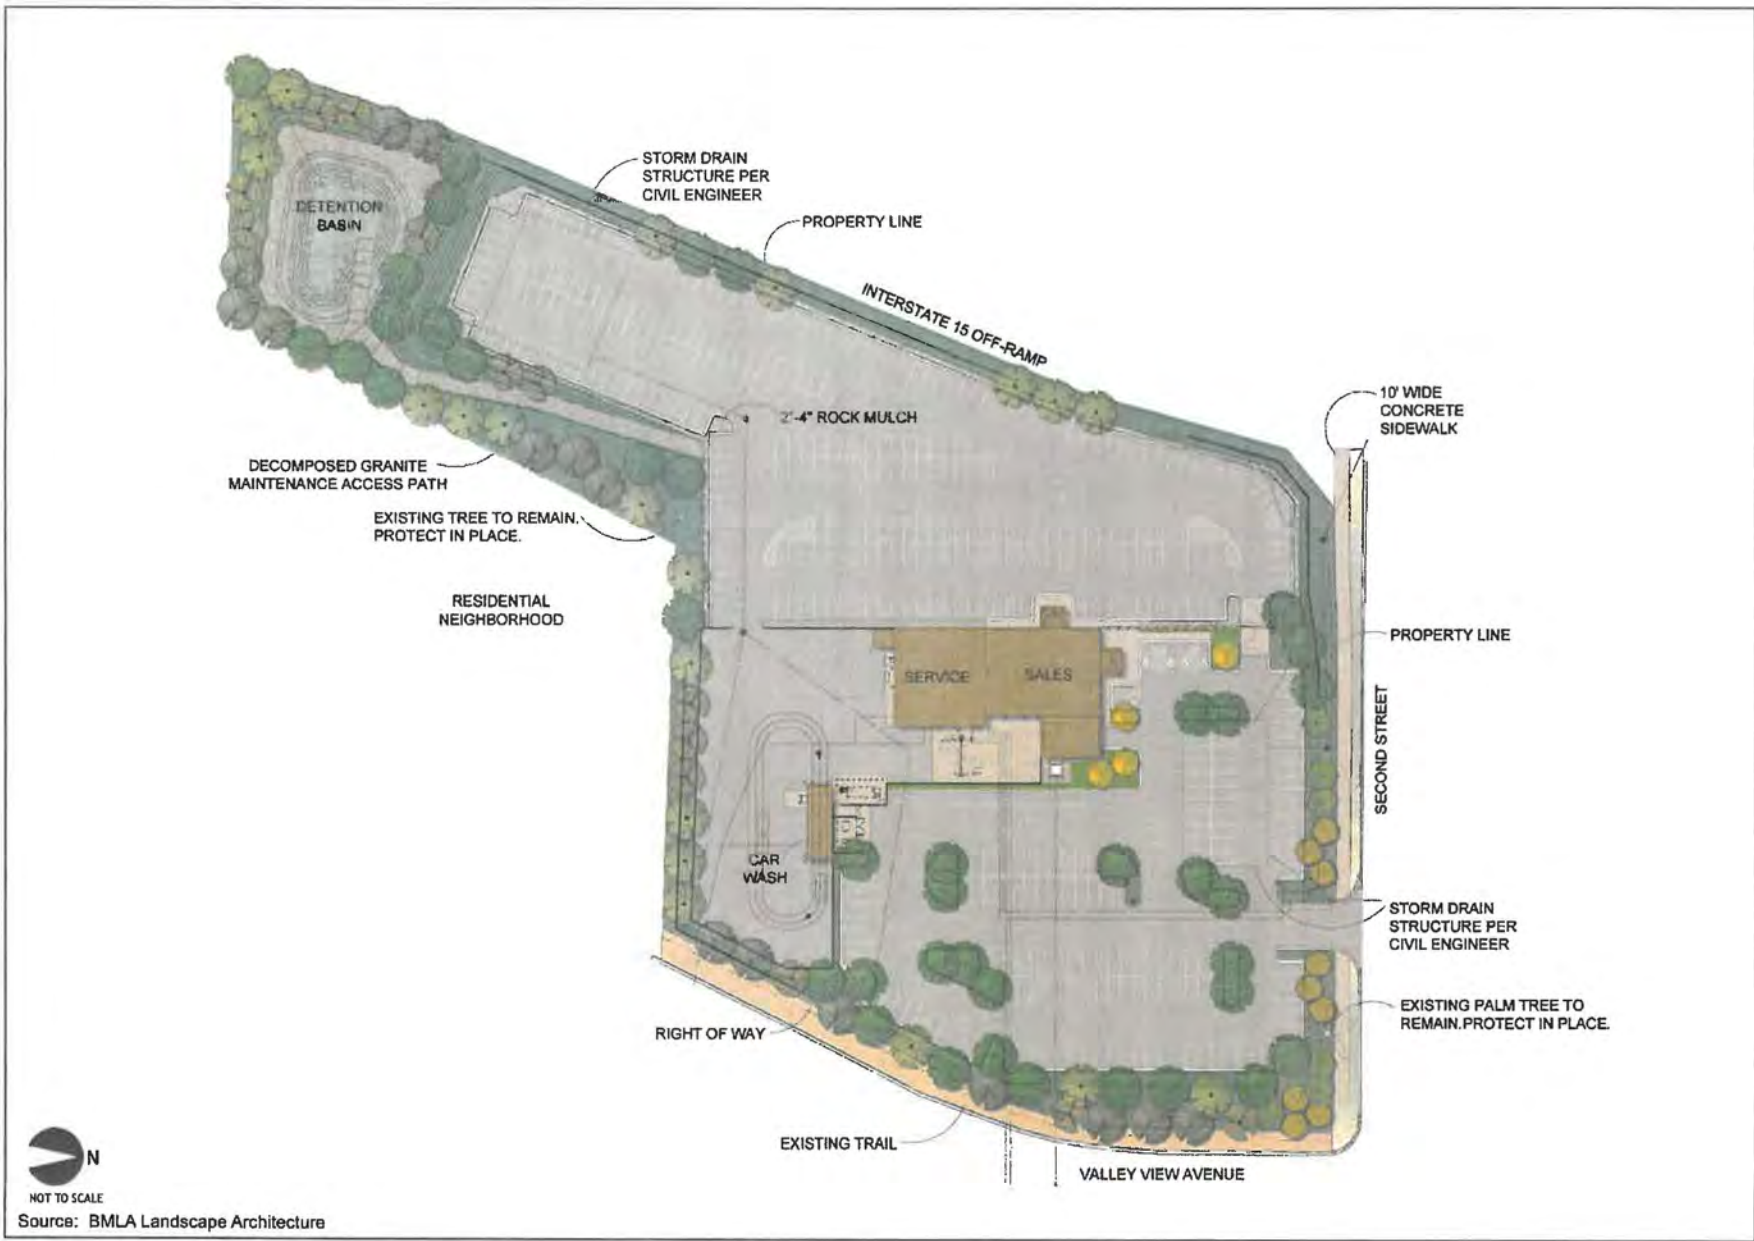 STORM DRAIN
STRUCTURE PER
CIVIL ENGINEER
PROPERTY LINE
DETENTION
BASIN
INTERSTATE 15 OFF-RAMP
10' WIDE
CONCRETE
SIDEWALK
2"-4" ROCK MULCH
DECOMPOSED GRANITE
MAINTENANCE ACCESS PATH
EXISTING TREE TO REMAIN.
PROTECT IN PLACE.
RESIDENTIAL
NEIGHBORHOOD
PROPERTY LINE
SERVICE
SALES
SECOND STREET
CAR
WASH
STORM DRAIN
STRUCTURE PER
CIVIL ENGINEER
EXISTING PALM TREE TO
REMAIN.PROTECT IN PLACE.
RIGHT OF WAY
EXISTING TRAIL
VALLEY VIEW AVENUE
N
NOT TO SCALE
Source: BMLA Landscape Architecture